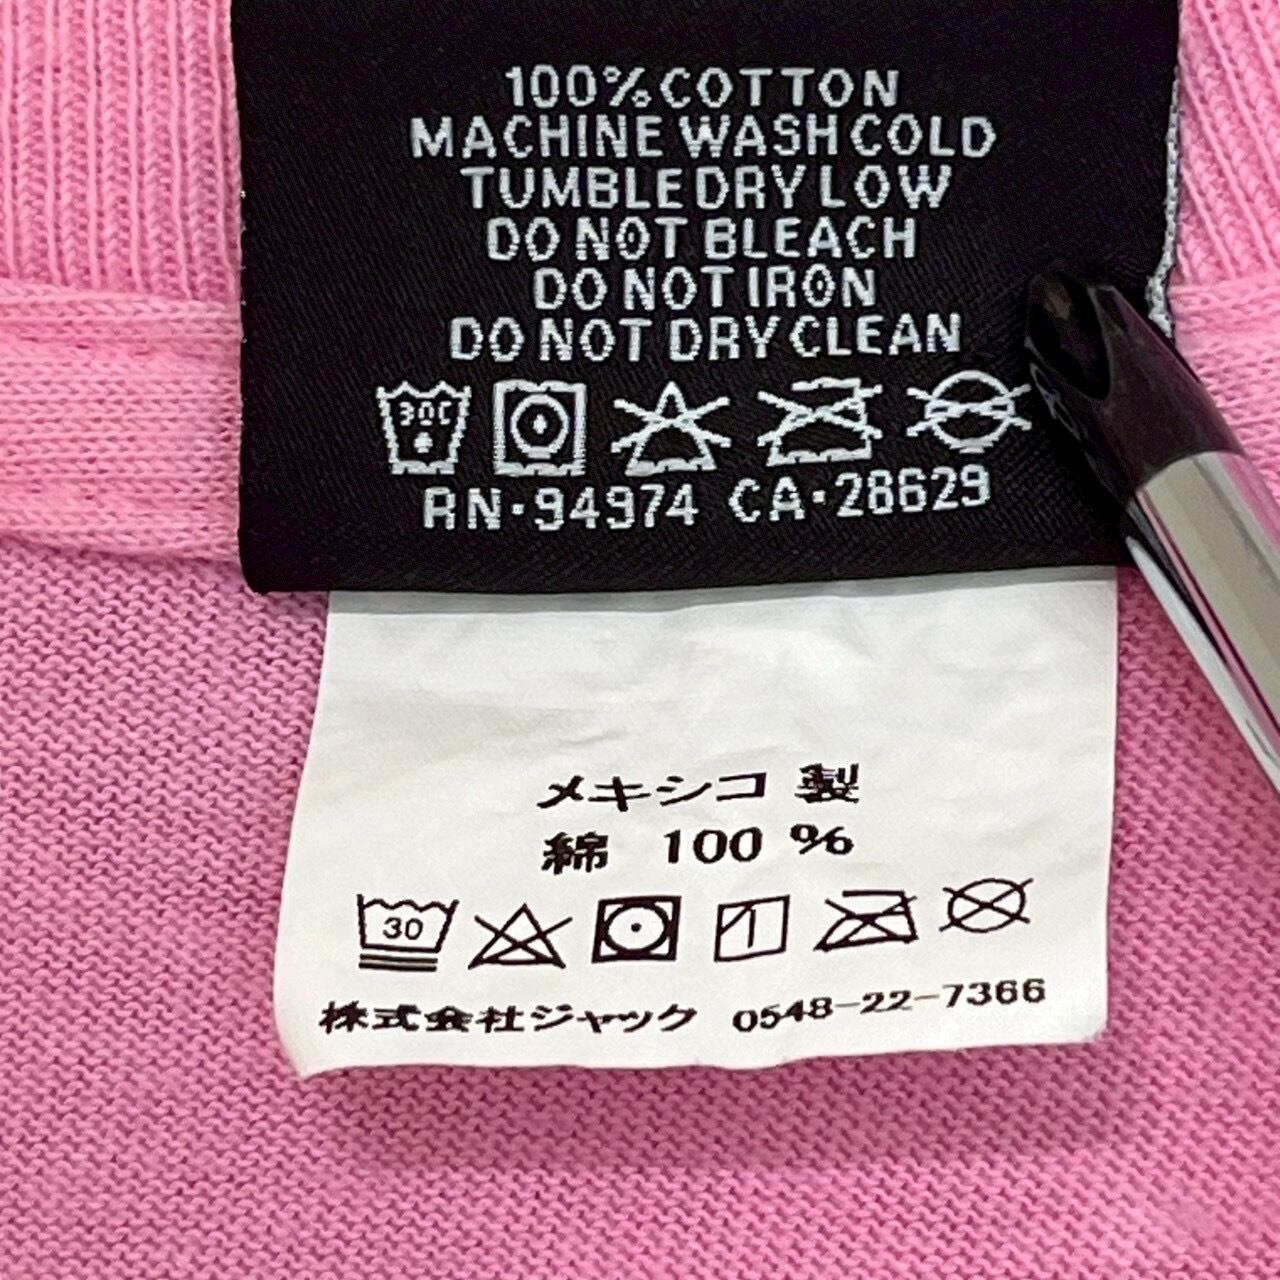 100% COTTON
MACHINE WASH COLD
TUMBLE DRY LOW
DO NOT BLEACH
DO NOT IRON
DO NOT DRY CLEAN
30C
RN·94974 CA·28629
メキシコ 製
綿 100 %
30
株式会社ジャック 0548-22-7366